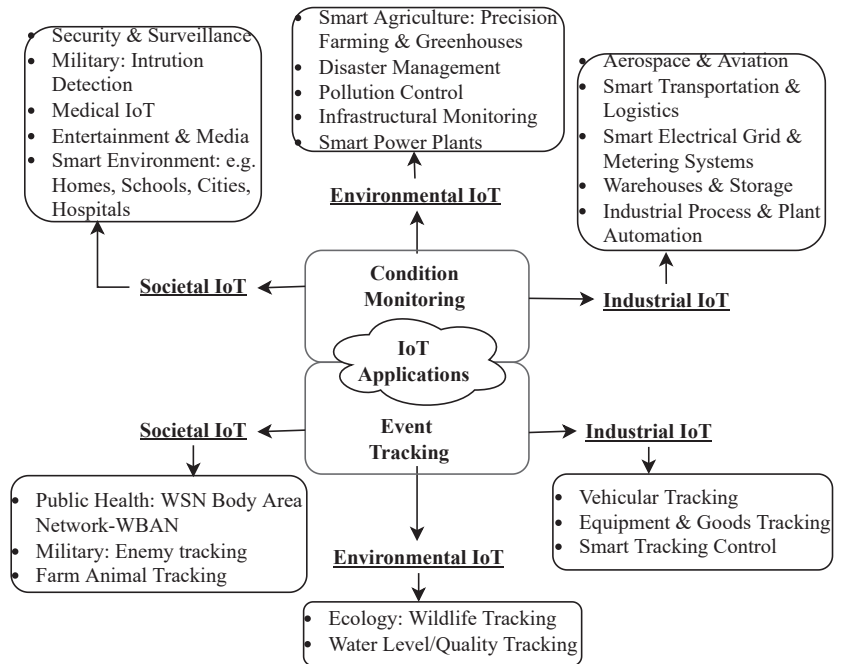 • Security & Surveillance
• Military: Intrution
Detection
• Medical IoT
• Entertainment & Media
• Smart Environment: e.g.
Homes, Schools, Cities,
Hospitals
• Smart Agriculture: Precision
Farming & Greenhouses
• Disaster Management
• Pollution Control
• Infrastructural Monitoring
• Smart Power Plants
• Aerospace & Aviation
• Smart Transportation &
Logistics
• Smart Electrical Grid &
Metering Systems
• Warehouses & Storage
• Industrial Process & Plant
Automation
Environmental IoT
Societal IoT
Condition
Monitoring
Industrial IoT
IoT
Applications
Societal IoT
Event
Tracking
Industrial IoT
• Public Health: WSN Body Area
Network-WBAN
• Military: Enemy tracking
• Farm Animal Tracking
• Vehicular Tracking
• Equipment & Goods Tracking
• Smart Tracking Control
Environmental IoT
• Ecology: Wildlife Tracking
• Water Level/Quality Tracking